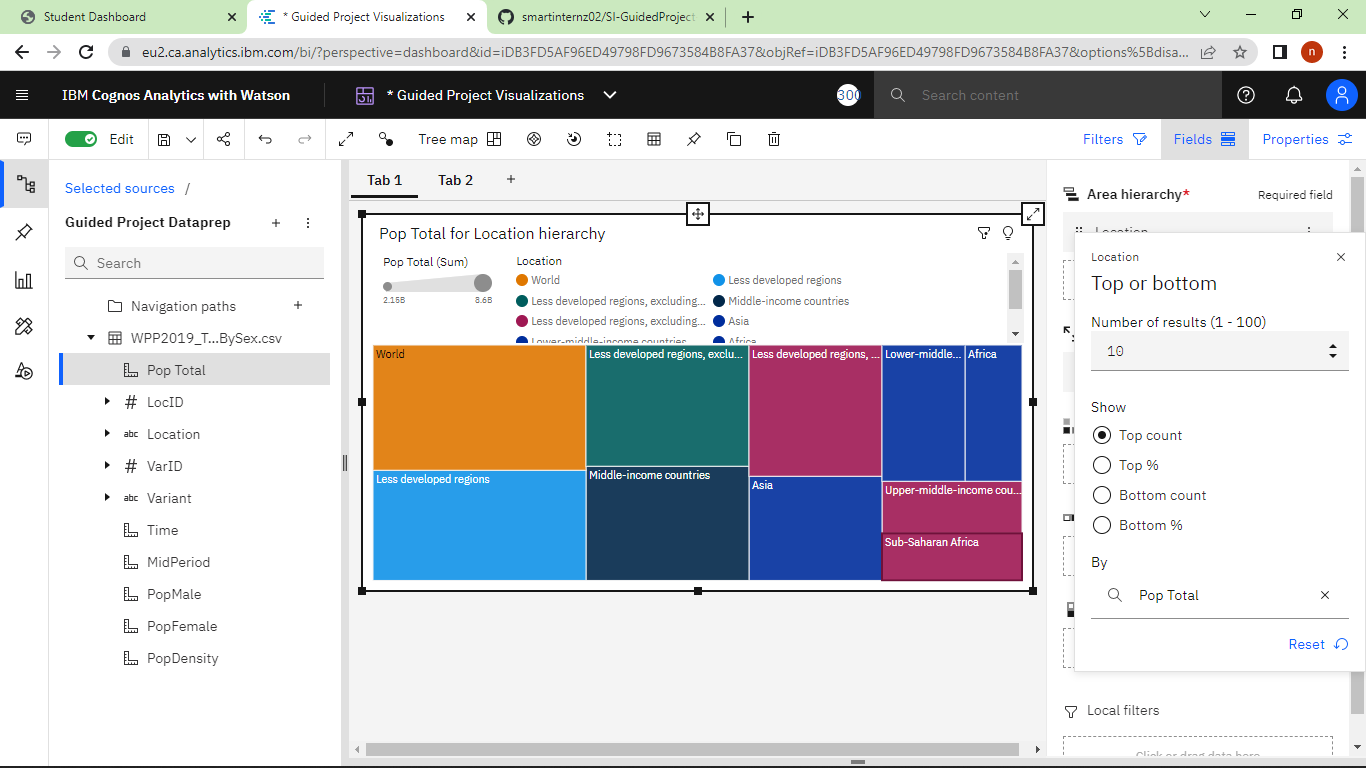 Student Dashboard
* Guided Project Visualizations
smartinternz02/SI-GuidedProject
eu2.ca.analytics.ibm.com/bi/?perspective=dashboard&id=iDB3FD5AF96ED49798FD9673584B8FA37&objRef=iDB3FD5AF96ED49798FD9673584B8FA37&options%5Bdisa...
n
IBM Cognos Analytics with Watson
* Guided Project Visualizations
300
Search content
Edit
Tree map
Filters
Fields
Properties
Selected sources /
Guided Project Dataprep
Search
Navigation paths
WPP2019_T...BySex.csv
Pop Total
# LocID
abc Location
# VarID
abc Variant
Time
MidPeriod
PopMale
PopFemale
PopDensity
Tab 1
Tab 2
Pop Total for Location hierarchy
Pop Total (Sum)
2.15B
8.6B
Location
World
Less developed regions
Less developed regions, excluding...
Middle-income countries
Less developed regions, excluding...
Asia
Lower-middle-income countries
Africa
World
Less developed regions, exclu...
Less developed regions, ...
Lower-middle...
Africa
Less developed regions
Middle-income countries
Asia
Upper-middle-income cou...
Sub-Saharan Africa
Area hierarchy*
Required field
Location
Location
Top or bottom
Number of results (1 - 100)
10
Show
Top count
Top %
Bottom count
Bottom %
By
Pop Total
Reset
Local filters
Click or drag data here